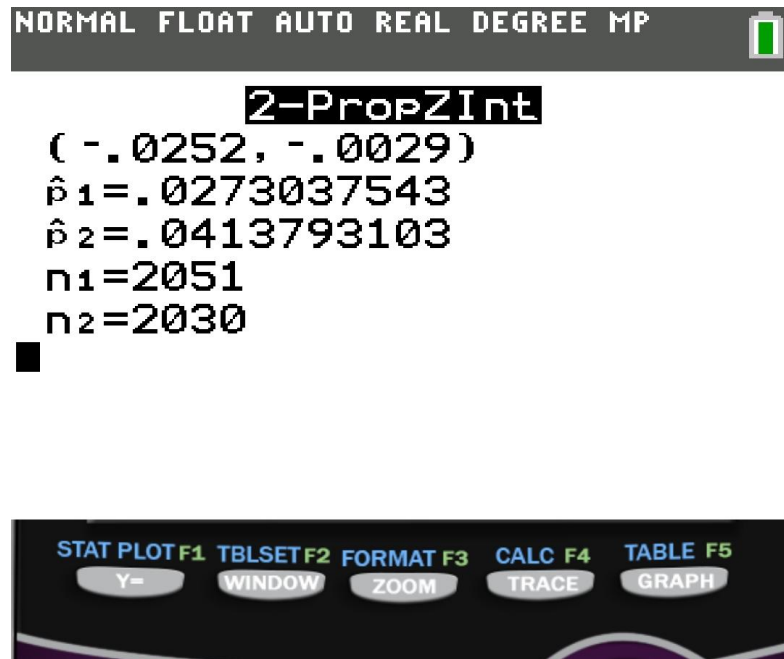 NORMAL FLOAT AUTO REAL DEGREE MP
2-PropZInt
(-.0252,-.0029)
p̂1=.0273037543
p̂2=.0413793103
n1=2051
n2=2030
STAT PLOT F1 TBLSET F2 FORMAT F3 CALC F4 TABLE F5
Y= WINDOW ZOOM TRACE GRAPH